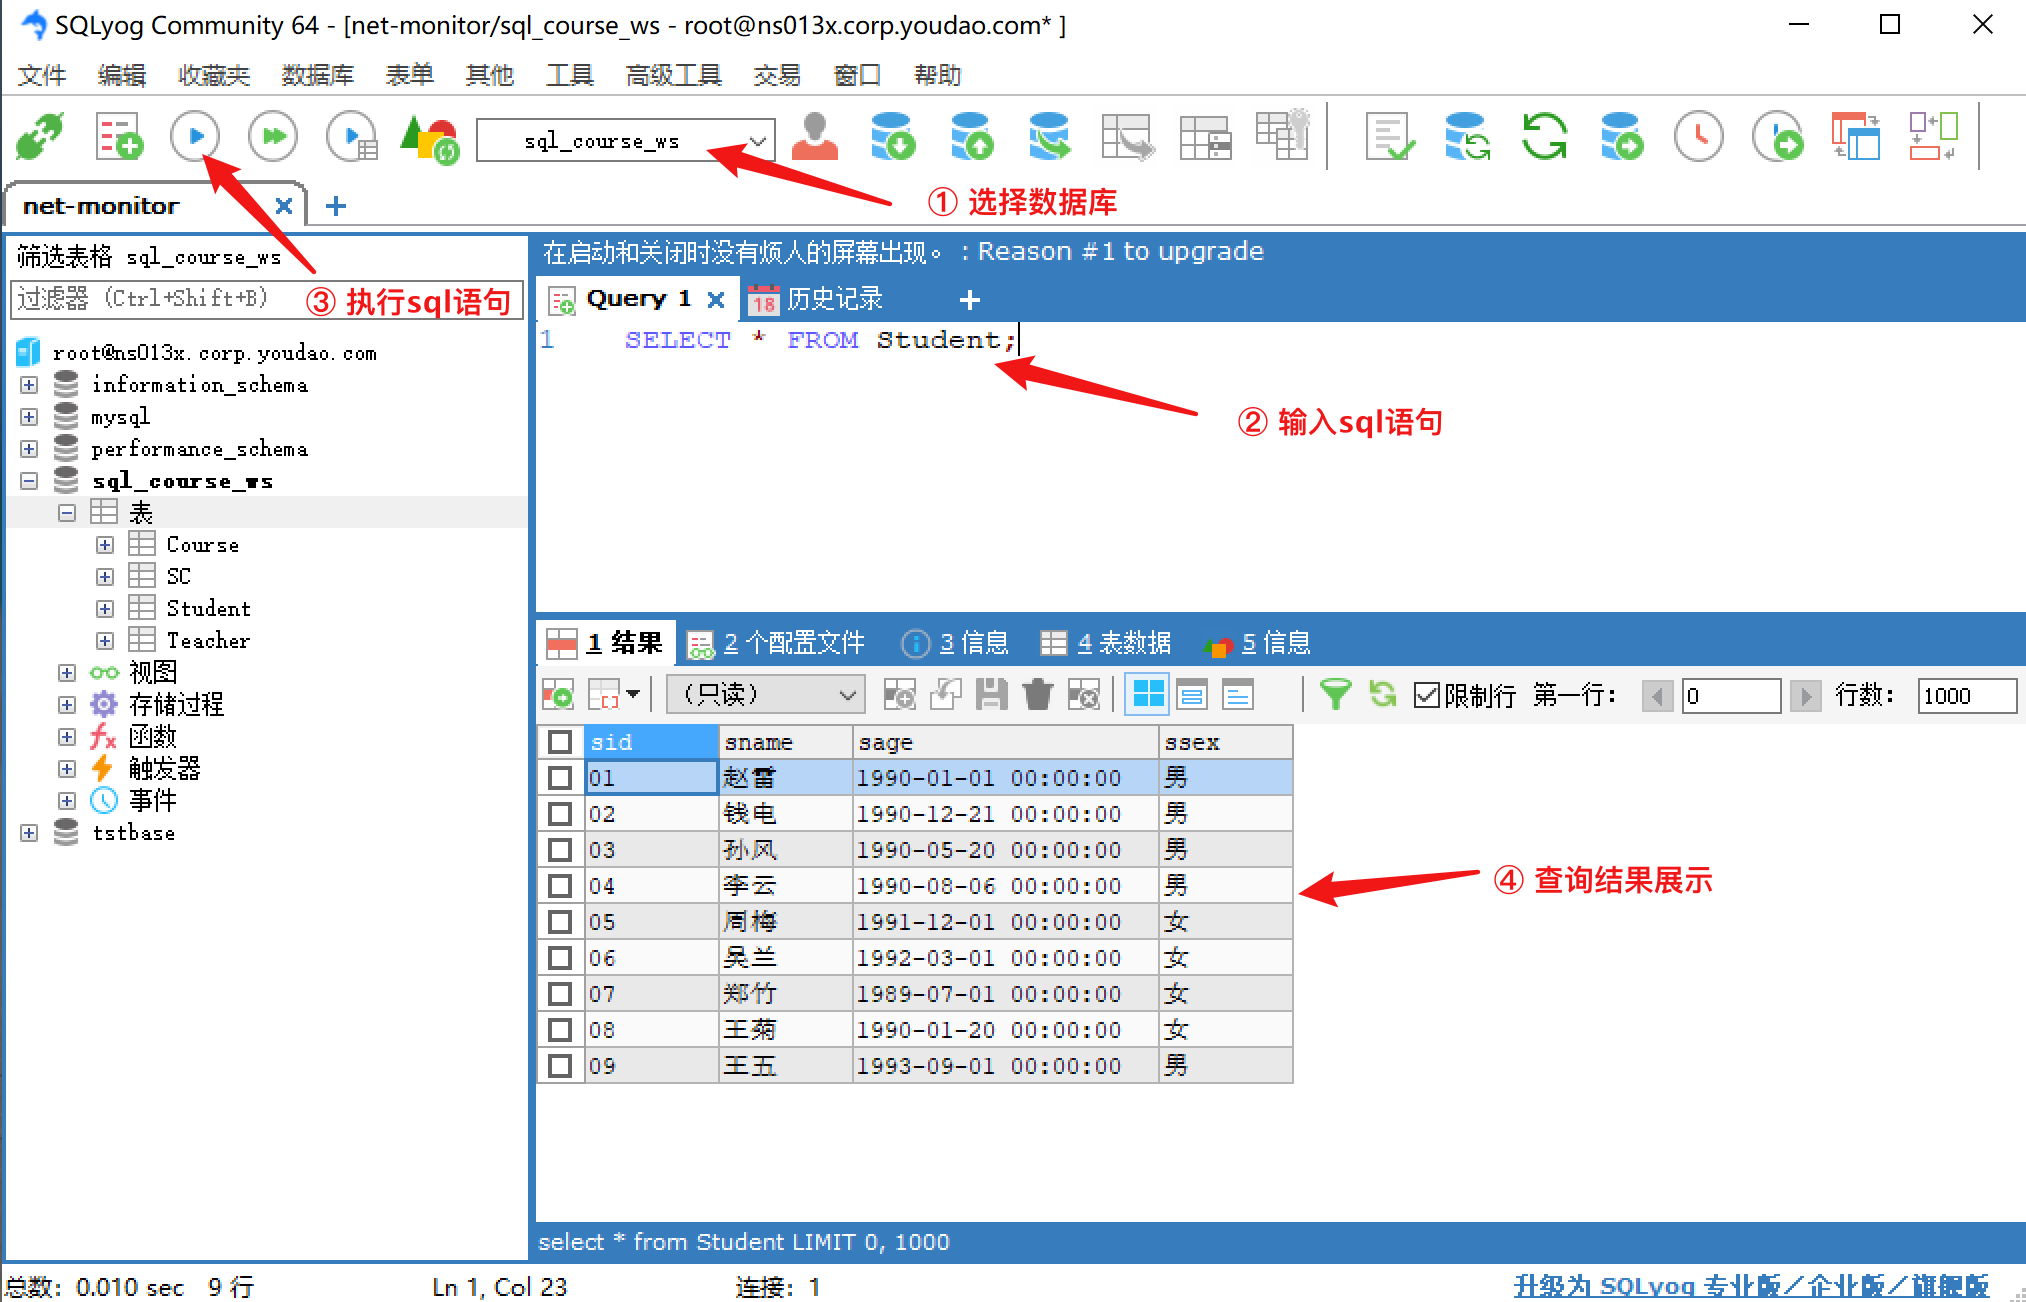 SQLyog Community 64 - [net-monitor/sql_course_ws - root@ns013x.corp.youdao.com* ]
文件 编辑 收藏夹 数据库 表单 其他 工具 高级工具 交易 窗口 帮助
sql_course_ws
① 选择数据库
net-monitor
筛选表格 sql_course_ws
过滤器 (Ctrl+Shift+B)
③ 执行sql语句
root@ns013x.corp.youdao.com
information_schema
mysql
performance_schema
sql_course_ws
表
Course
SC
Student
Teacher
视图
存储过程
函数
触发器
事件
tstbase
在启动和关闭时没有烦人的屏幕出现。 : Reason #1 to upgrade
Query 1 18 历史记录
1 SELECT * FROM Student;
② 输入sql语句
1 结果 2 个配置文件 3 信息 4 表数据 5 信息
(只读) 限制行 第一行: 0 行数: 1000
sid sname sage ssex
01 赵雷 1990-01-01 00:00:00 男
02 钱电 1990-12-21 00:00:00 男
03 孙风 1990-05-20 00:00:00 男
04 李云 1990-08-06 00:00:00 男
05 周梅 1991-12-01 00:00:00 女
06 吴兰 1992-03-01 00:00:00 女
07 郑竹 1989-07-01 00:00:00 女
08 王菊 1990-01-20 00:00:00 女
09 王五 1993-09-01 00:00:00 男
④ 查询结果展示
select * from Student LIMIT 0, 1000
总数: 0.010 sec 9 行 Ln 1, Col 23 连接: 1 升级为 SQLyog 专业版/企业版/旗舰版